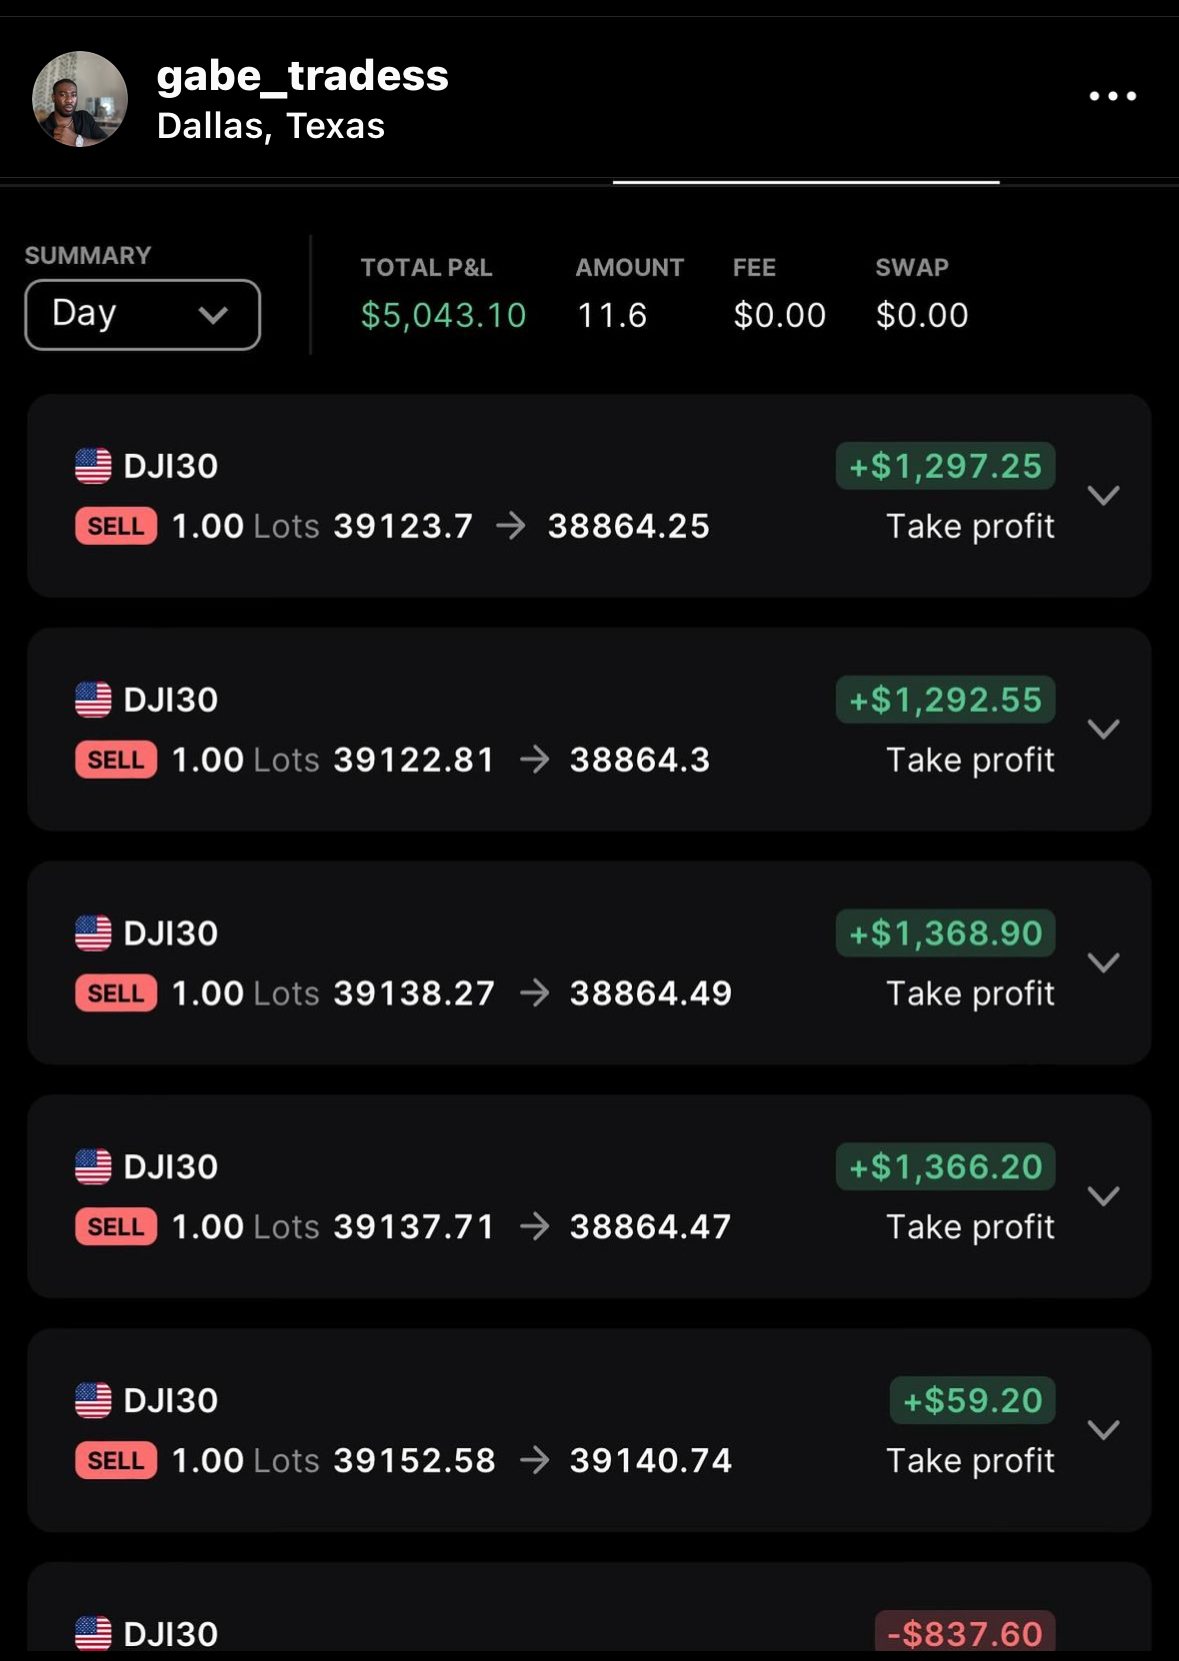 gabe_tradess
Dallas, Texas
SUMMARY
Day
TOTAL P&L
$5,043.10
AMOUNT
11.6
FEE
$0.00
SWAP
$0.00
DJI30
+$1,297.25
SELL 1.00 Lots 39123.7 → 38864.25
Take profit
DJI30
+$1,292.55
SELL 1.00 Lots 39122.81 → 38864.3
Take profit
DJI30
+$1,368.90
SELL 1.00 Lots 39138.27 → 38864.49
Take profit
DJI30
+$1,366.20
SELL 1.00 Lots 39137.71 → 38864.47
Take profit
DJI30
+$59.20
SELL 1.00 Lots 39152.58 → 39140.74
Take profit
DJI30
-$837.60